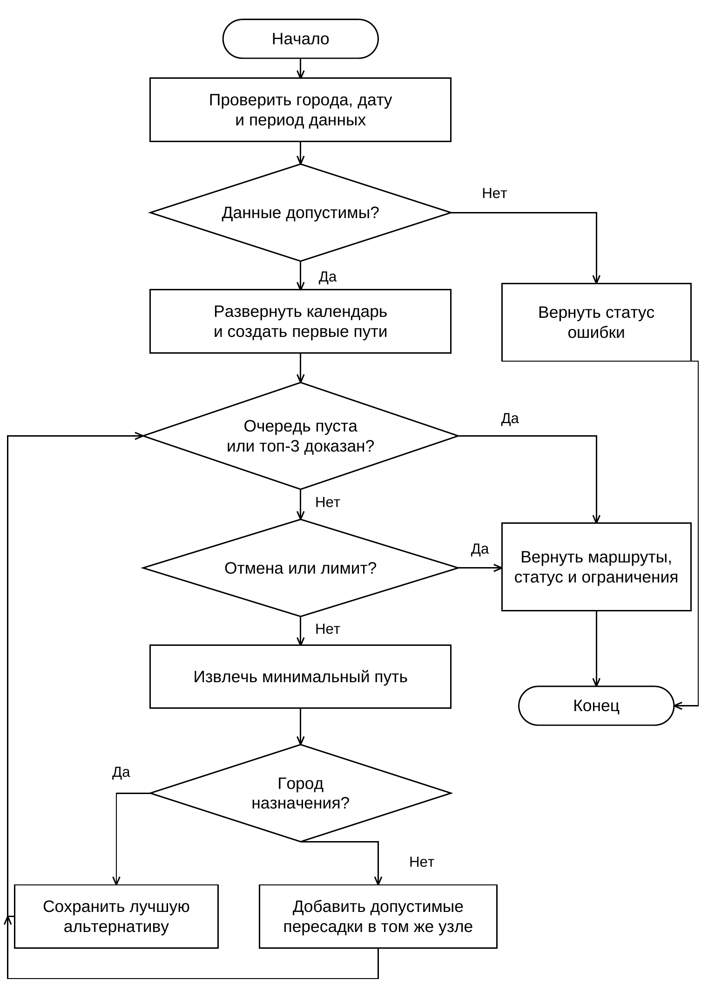 Начало
Проверить города, дату
и период данных
Данные допустимы?
Нет
Да
Развернуть календарь
и создать первые пути
Вернуть статус
ошибки
Очередь пуста
или топ-3 доказан?
Да
Нет
Отмена или лимит?
Да
Вернуть маршруты,
статус и ограничения
Нет
Извлечь минимальный путь
Конец
Город
назначения?
Да
Нет
Сохранить лучшую
альтернативу
Добавить допустимые
пересадки в том же узле